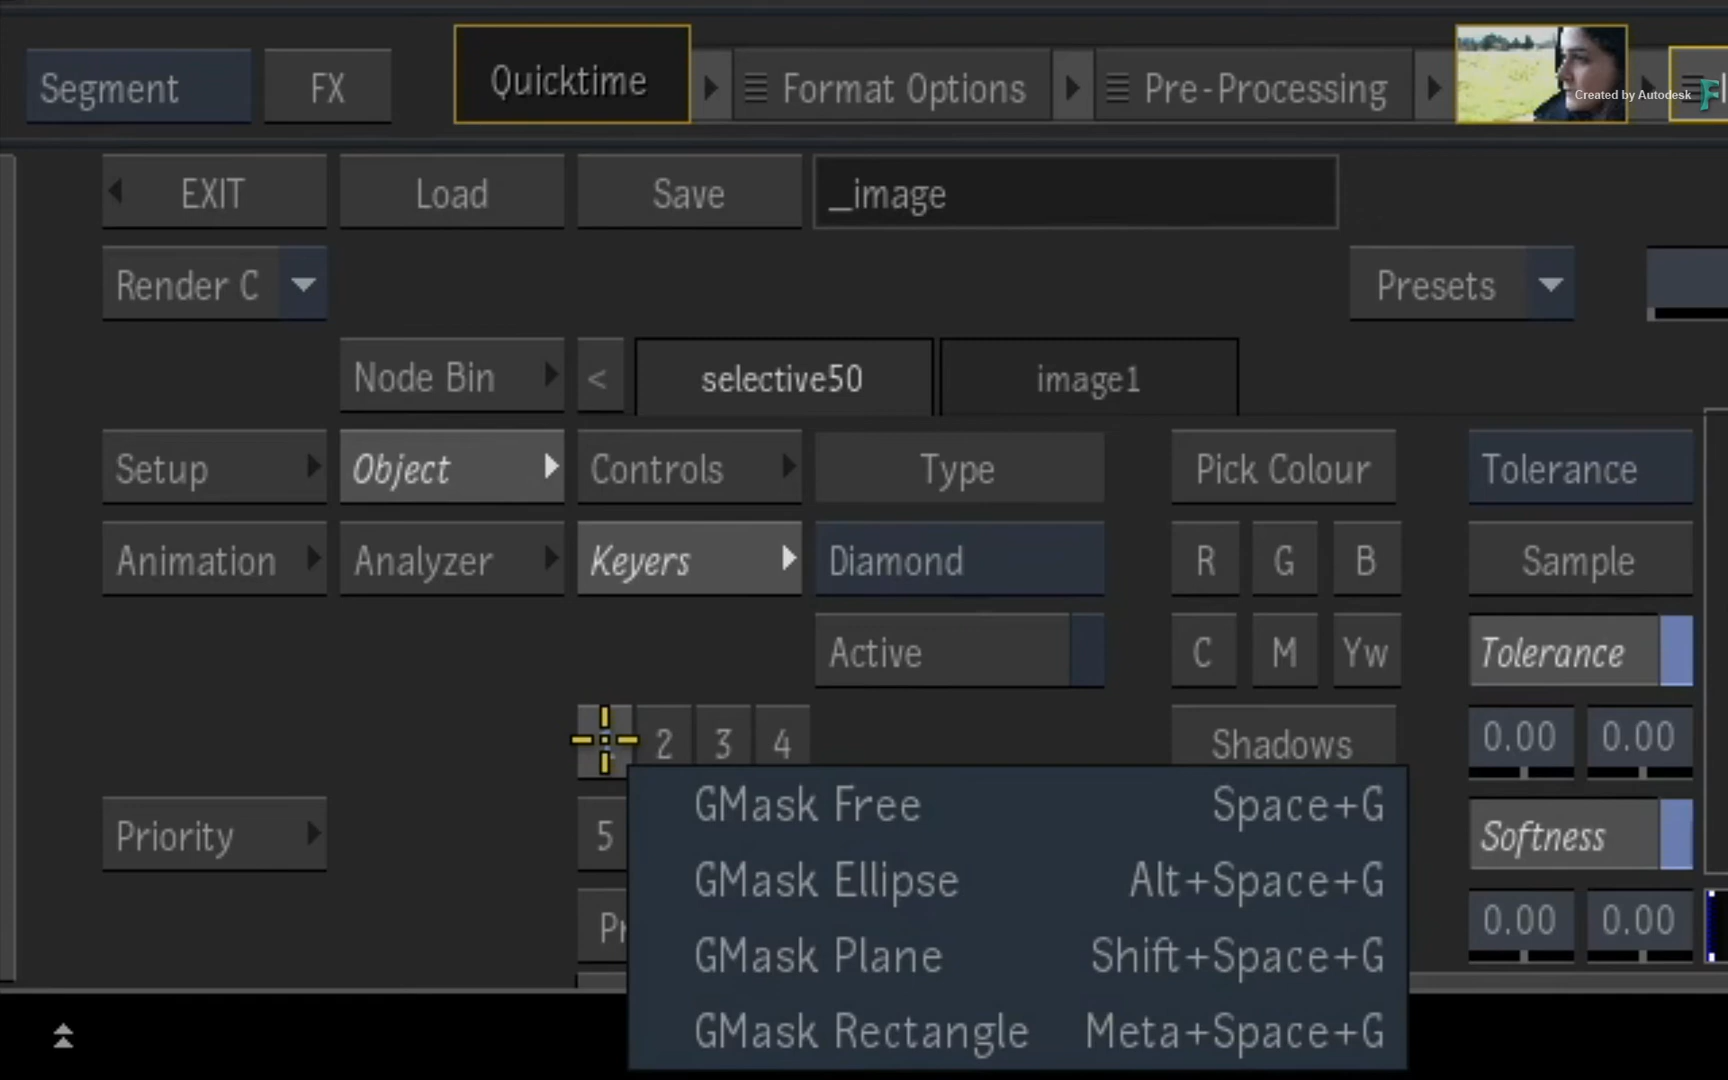 Segment
FX
Quicktime
Format Options
Pre-Processing
Created by Autodesk
EXIT
Load
Save
_image
Render C
Presets
Node Bin
<
selective50
image1
Setup
Object
Controls
Type
Pick Colour
Tolerance
Animation
Analyzer
Keyers
Diamond
R G B
Sample
Active
C M Yw
Tolerance
2 3 4
Shadows
0.00 0.00
GMask Free Space+G
Priority
5
Softness
GMask Ellipse Alt+Space+G
0.00 0.00
GMask Plane Shift+Space+G
GMask Rectangle Meta+Space+G